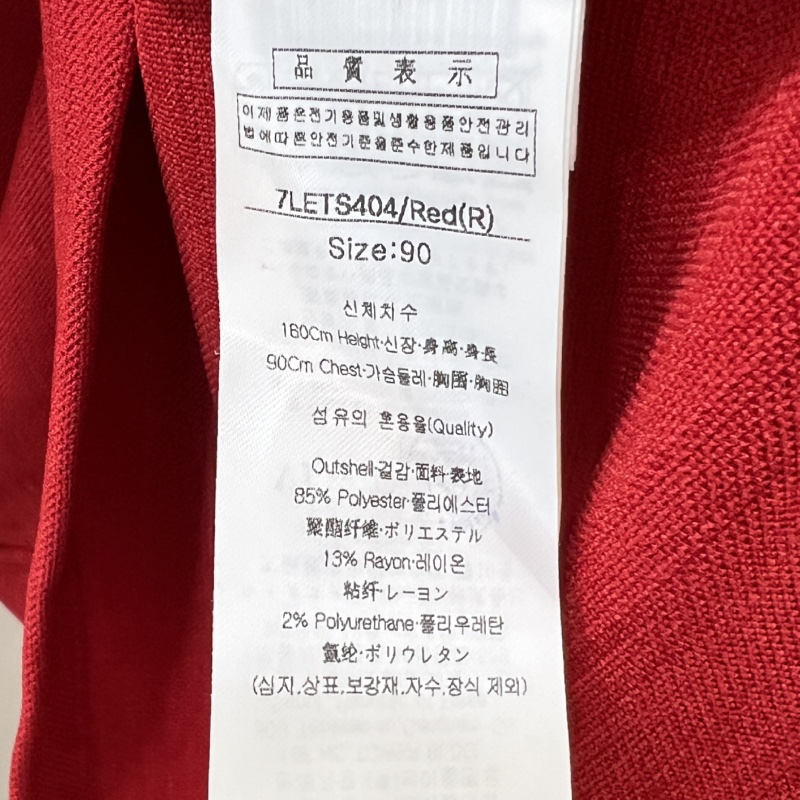 品質表示
이제품은전기용품및생활용품안전관리
법에따른안전기준을준수한제품입니다
7LETS404/Red(R)
Size:90
신체치수
160Cm Height·신장·身高·身長
90Cm Chest·가슴둘레·胸围·胸囲
섬유의 혼용율(Quality)
Outshell·겉감·面料·表地
85% Polyester·폴리에스터
聚酯纤维·ポリエステル
13% Rayon·레이온
粘纤·レーヨン
2% Polyurethane·폴리우레탄
氨纶·ポリウレタン
(심지.상표.보강재.자수.장식 제외)